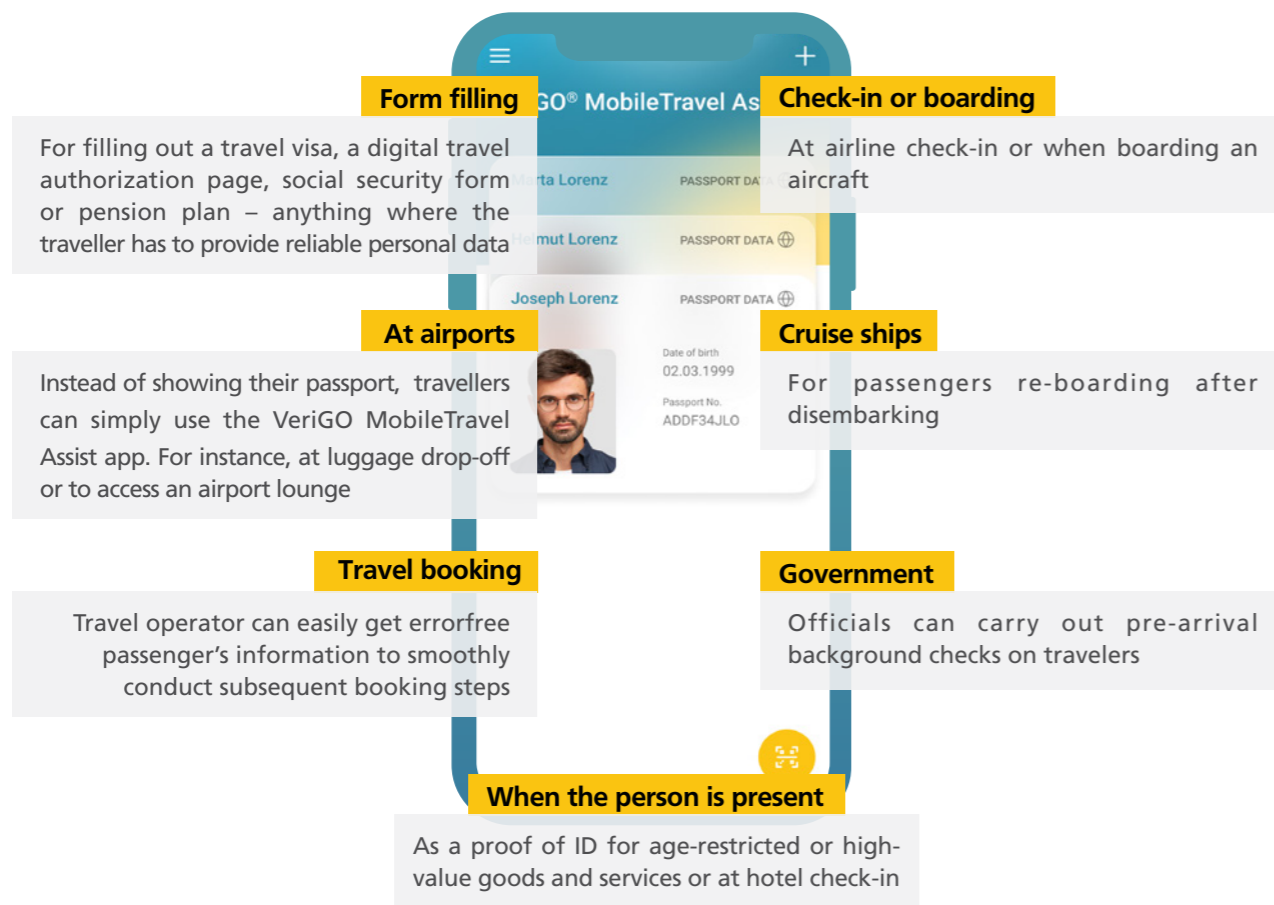 GO® MobileTravel As
Form filling
For filling out a travel visa, a digital travel
authorization page, social security form
or pension plan – anything where the
traveller has to provide reliable personal data
Check-in or boarding
At airline check-in or when boarding an
aircraft
Marta Lorenz PASSPORT DATA
Helmut Lorenz PASSPORT DATA
Joseph Lorenz PASSPORT DATA
Date of birth
02.03.1999
Passport No.
ADDF34JLO
At airports
Instead of showing their passport, travellers
can simply use the VeriGO MobileTravel
Assist app. For instance, at luggage drop-off
or to access an airport lounge
Cruise ships
For passengers re-boarding after
disembarking
Travel booking
Travel operator can easily get errorfree
passenger’s information to smoothly
conduct subsequent booking steps
Government
Officials can carry out pre-arrival
background checks on travelers
When the person is present
As a proof of ID for age-restricted or high-
value goods and services or at hotel check-in